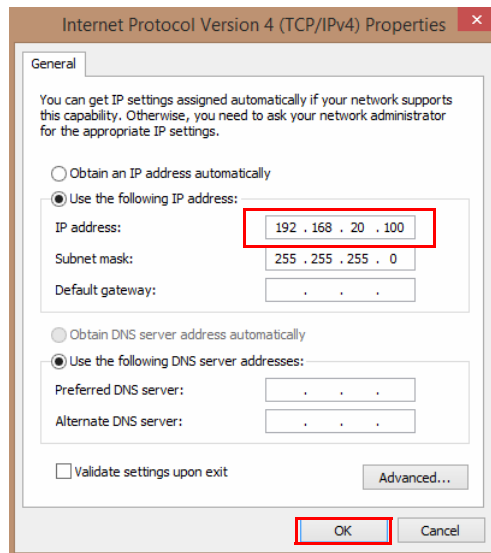 Internet Protocol Version 4 (TCP/IPv4) Properties
×
General
You can get IP settings assigned automatically if your network supports
this capability. Otherwise, you need to ask your network administrator
for the appropriate IP settings.
Obtain an IP address automatically
Use the following IP address:
IP address: 192 . 168 . 20 . 100
Subnet mask: 255 . 255 . 255 . 0
Default gateway: . . .
Obtain DNS server address automatically
Use the following DNS server addresses:
Preferred DNS server: . . .
Alternate DNS server: . . .
Validate settings upon exit
Advanced...
OK Cancel